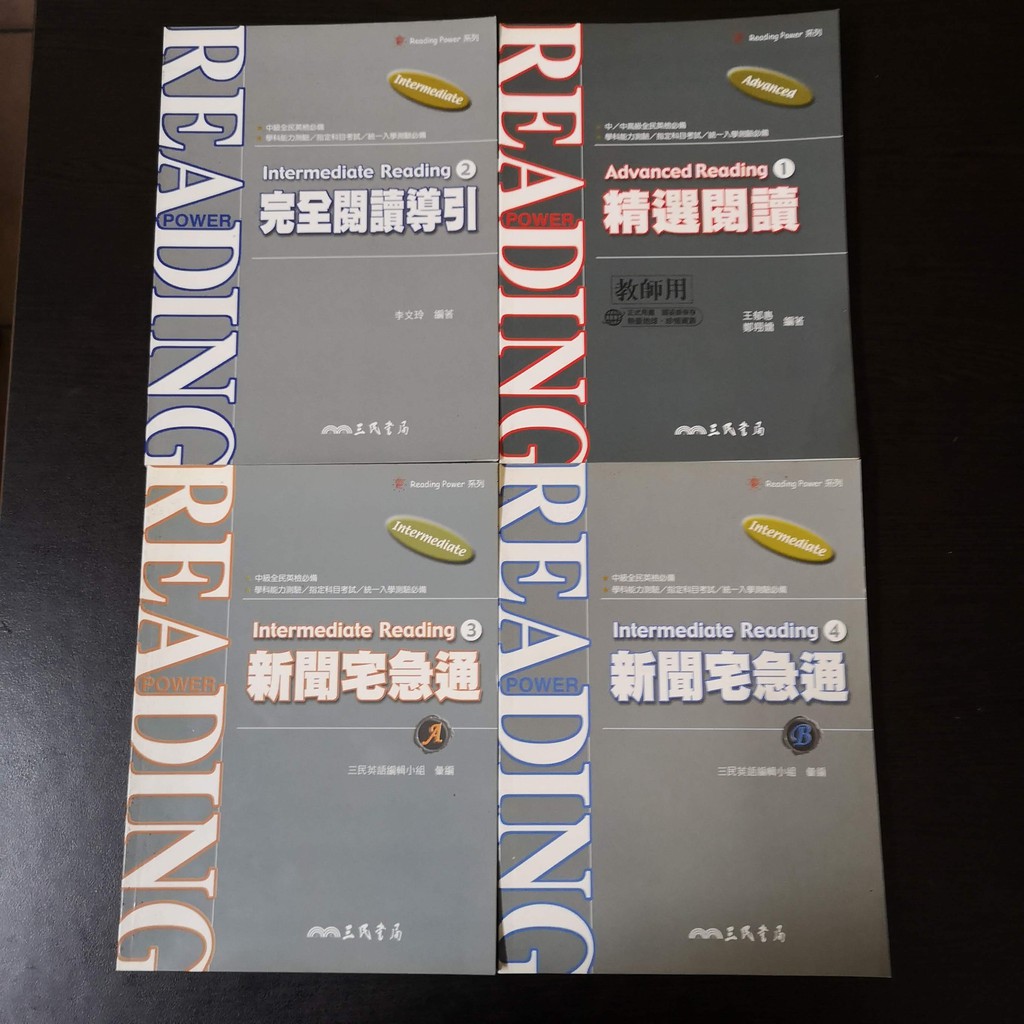 READING
POWER
Reading Power 系列
Intermediate
中級全民英檢必備
學科能力測驗／指定科目考試／統一入學測驗必備
Intermediate Reading 2
完全閱讀導引
李文玲 編著
三民書局
READING
POWER
Reading Power 系列
Advanced
中／中高級全民英檢必備
學科能力測驗／指定科目考試／統一入學測驗必備
Advanced Reading 1
精選閱讀
教師用
王郁惠
鄭翔嬬 編著
三民書局
READING
POWER
Reading Power 系列
Intermediate
中級全民英檢必備
學科能力測驗／指定科目考試／統一入學測驗必備
Intermediate Reading 3
新聞宅急通
A
三民英語編輯小組 彙編
三民書局
READING
POWER
Reading Power 系列
Intermediate
中級全民英檢必備
學科能力測驗／指定科目考試／統一入學測驗必備
Intermediate Reading 4
新聞宅急通
B
三民英語編輯小組 彙編
三民書局